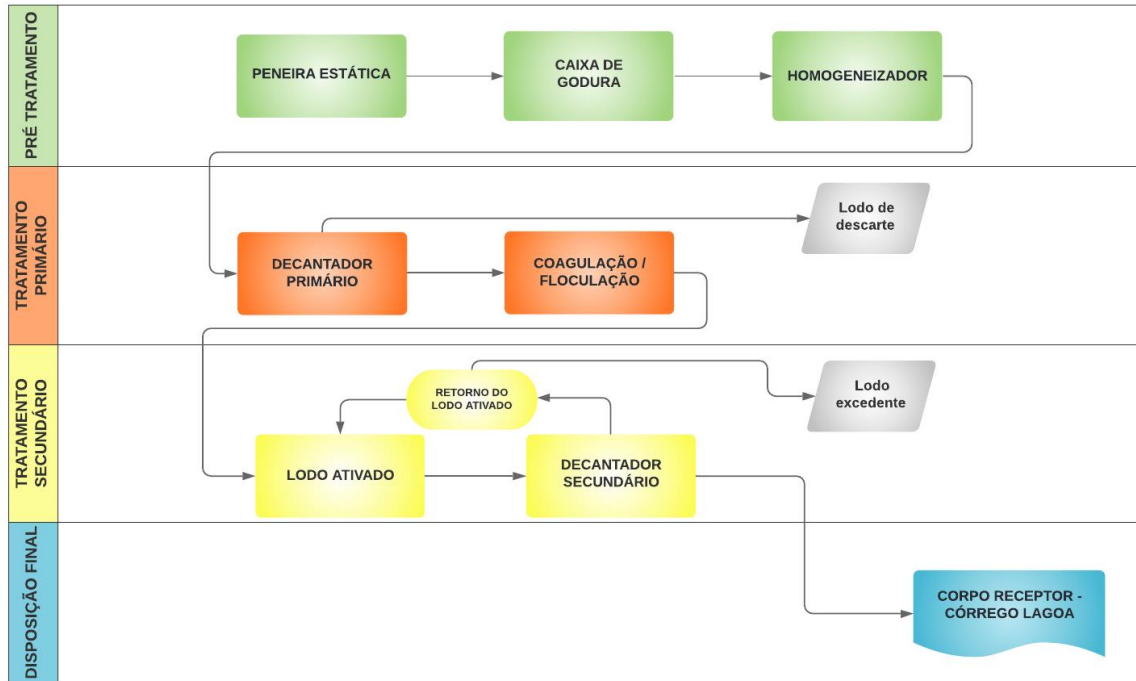 PRÉ TRATAMENTO
PENEIRA ESTÁTICA
CAIXA DE
GODURA
HOMOGENEIZADOR
TRATAMENTO
PRIMÁRIO
Lodo de
descarte
DECANTADOR
PRIMÁRIO
COAGULAÇÃO /
FLOCULAÇÃO
TRATAMENTO
SECUNDÁRIO
RETORNO DO
LODO ATIVADO
Lodo
excedente
LODO ATIVADO
DECANTADOR
SECUNDÁRIO
DISPOSIÇÃO FINAL
CORPO RECEPTOR -
CÓRREGO LAGOA